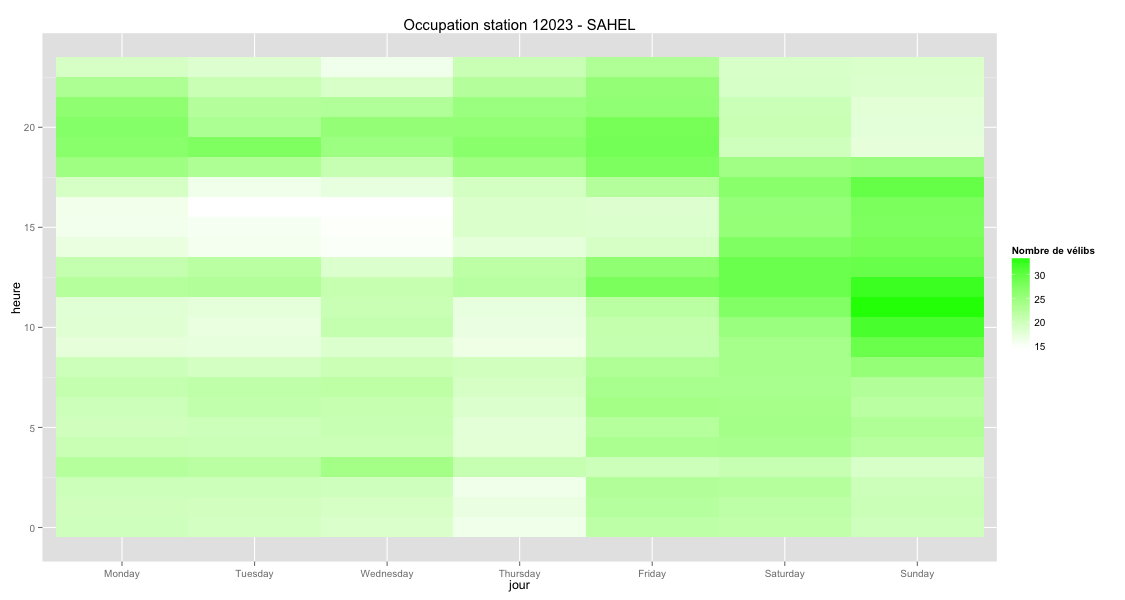 Occupation station 12023 - SAHEL
heure
20
15
10
5
0
Monday Tuesday Wednesday Thursday Friday Saturday Sunday
jour
Nombre de vélibs
30
25
20
15